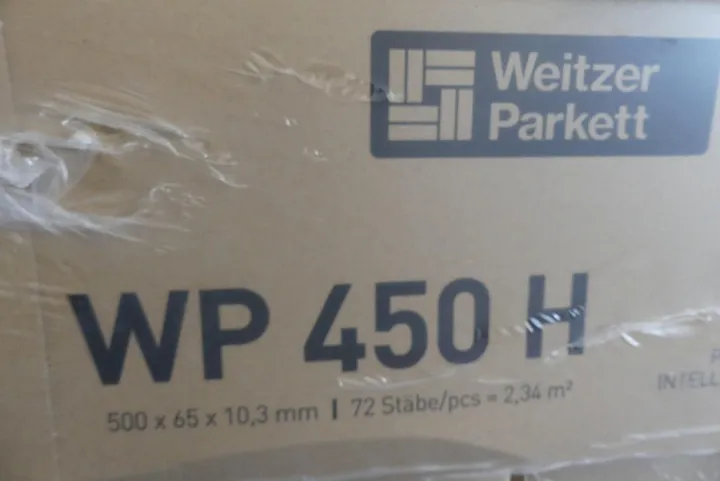 Weitzer
Parkett
WP 450 H
500 x 65 x 10,3 mm | 72 Stäbe/pcs = 2,34 m²